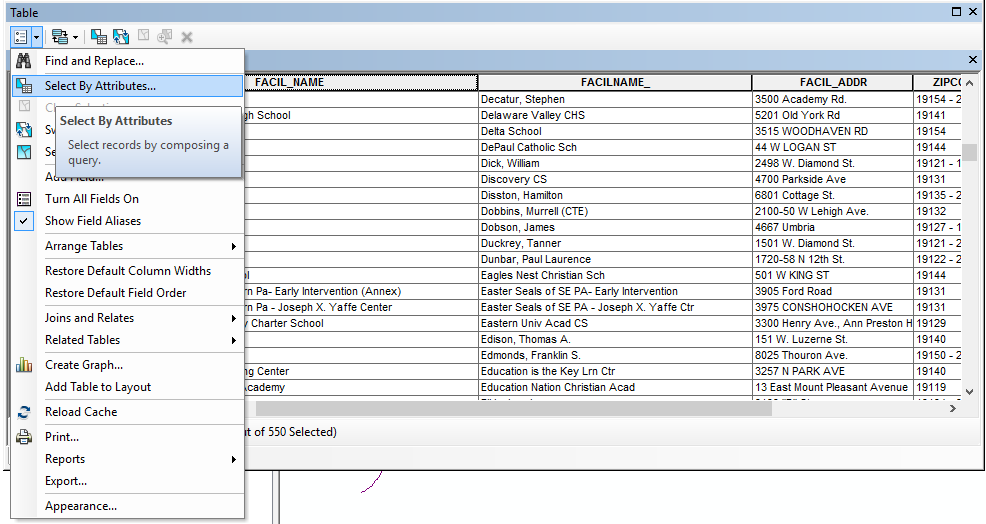 Table
Find and Replace...
FACIL_NAME FACILNAME_ FACIL_ADDR
Select By Attributes...
Decatur, Stephen 3500 Academy Rd. 19154 - 2
gh School Delaware Valley CHS 5201 Old York Rd 19141
Select By Attributes
Select records by composing a
query.
Delta School 3515 WOODHAVEN RD 19154
DePaul Catholic Sch 44 W LOGAN ST 19144
Dick, William 2498 W. Diamond St. 19121 - 1
Discovery CS 4700 Parkside Ave 19131
Add Field...
Turn All Fields On
Disston, Hamilton 6801 Cottage St. 19135 - 2
Dobbins, Murrell (CTE) 2100-50 W Lehigh Ave. 19132
Show Field Aliases
Dobson, James 4667 Umbria 19127 - 1
Arrange Tables
Duckrey, Tanner 1501 W. Diamond St. 19121 - 2
Dunbar, Paul Laurence 1720-58 N 12th St. 19122 - 2
Restore Default Column Widths
Eagles Nest Christian Sch 501 W KING ST 19144
Restore Default Field Order
rn Pa- Early Intervention (Annex) Easter Seals of SE PA- Early Intervention 3905 Ford Road 19131
rn Pa - Joseph X. Yaffe Center Easter Seals of SE PA - Joseph X. Yaffe Ctr 3975 CONSHOHOCKEN AVE 19131
Joins and Relates
y Charter School Eastern Univ Acad CS 3300 Henry Ave., Ann Preston H 19129
Related Tables
Edison, Thomas A. 151 W. Luzerne St. 19140
Edmonds, Franklin S. 8025 Thouron Ave. 19150 - 2
Create Graph...
ng Center Education is the Key Lrn Ctr 3257 N PARK AVE 19140
Add Table to Layout
Academy Education Nation Christian Acad 13 East Mount Pleasant Avenue 19119
Reload Cache
Print...
t of 550 Selected)
Reports
Export...
Appearance...